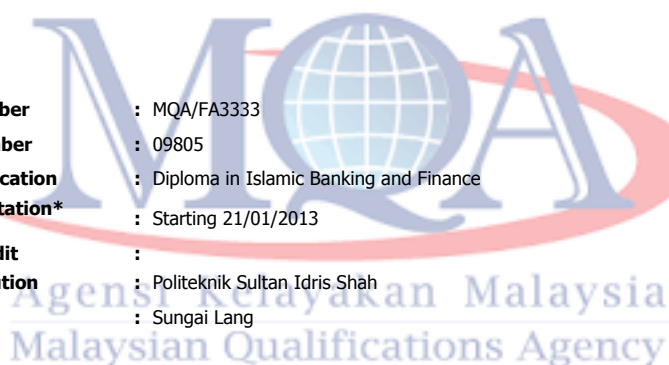 MQA
ber : MQA/FA3333
ber : 09805
cation : Diploma in Islamic Banking and Finance
tation* : Starting 21/01/2013
dit :
ution : Politeknik Sultan Idris Shah
: Sungai Lang
Agensi Kelayakan Malaysia
Malaysian Qualifications Agency